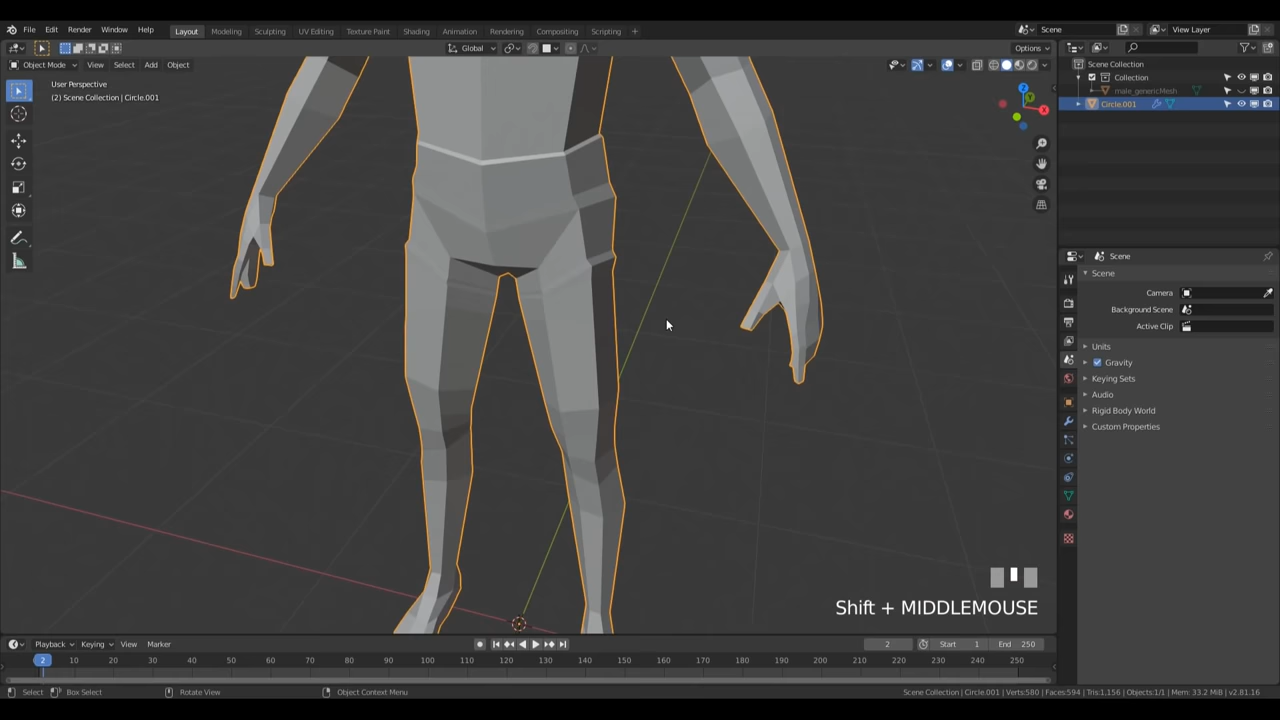 File Edit Render Window Help Layout Modeling Sculpting UV Editing Texture Paint Shading Animation Rendering Compositing Scripting + Scene View Layer
Global Options
Object Mode View Select Add Object
User Perspective
(2) Scene Collection | Circle.001
X
Y
Z
Scene Collection
Collection
male_genericMesh
Circle.001
Scene
Scene
Camera
Background Scene
Active Clip
Units
Gravity
Keying Sets
Audio
Rigid Body World
Custom Properties
Shift + MIDDLEMOUSE
Playback Keying View Marker 2 Start 1 End 250
2 10 20 30 40 50 60 70 80 90 100 110 120 130 140 150 160 170 180 190 200 210 220 230 240 250
Select Box Select Rotate View Object Context Menu Scene Collection | Circle.001 | Verts:580 | Faces:594 | Tris:1,156 | Objects:1/1 | Mem: 33.2 MiB | v2.81.16